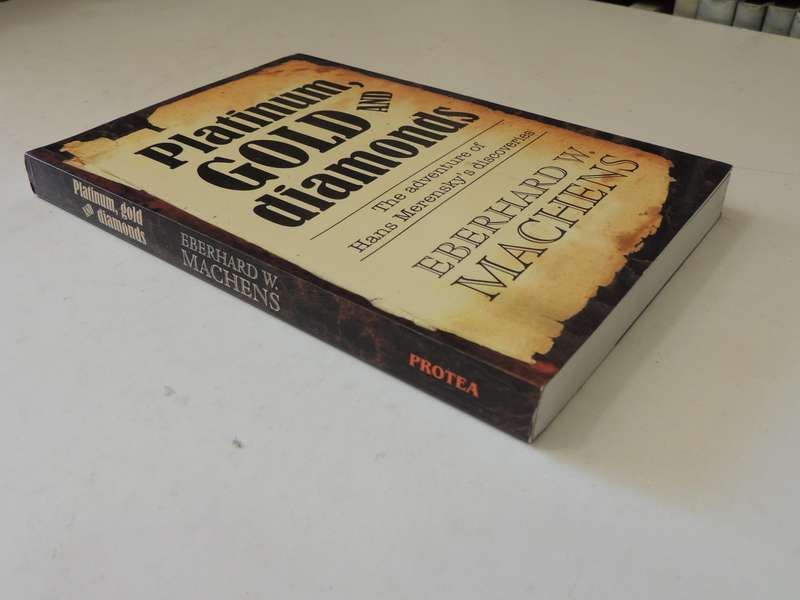 Platinum,
GOLD AND
diamonds
The adventure of
Hans Merensky's discoveries
EBERHARD W.
MACHENS
Platinum, gold
AND diamonds
EBERHARD W.
MACHENS
PROTEA